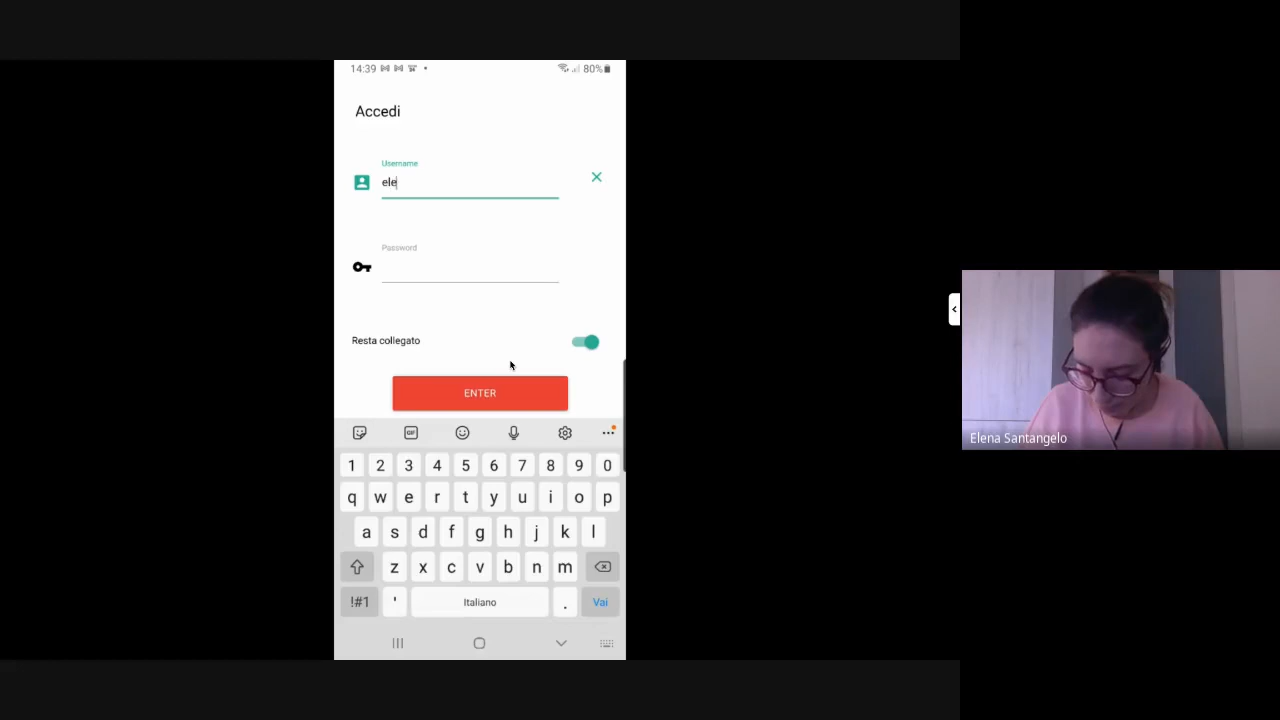 14:39 80%
Accedi
Username
ele
Password
Resta collegato
ENTER
GIF
1 2 3 4 5 6 7 8 9 0
q w e r t y u i o p
a s d f g h j k l
z x c v b n m
!#1 ' Italiano . Vai
Elena Santangelo